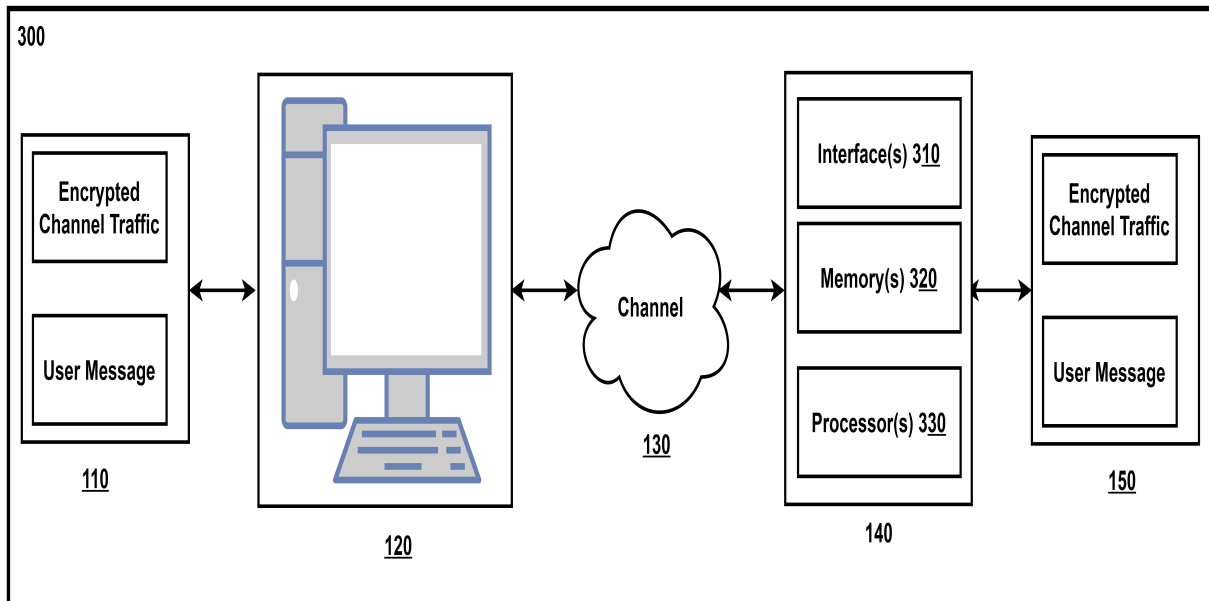 300
Encrypted
Channel Traffic
User Message
110
120
Channel
130
Interface(s) 310
Memory(s) 320
Processor(s) 330
140
Encrypted
Channel Traffic
User Message
150